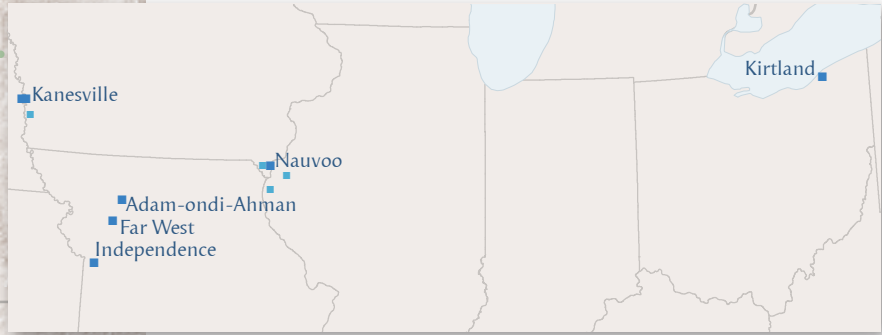 Kirtland
Kanesville
Nauvoo
Adam-ondi-Ahman
Far West
Independence